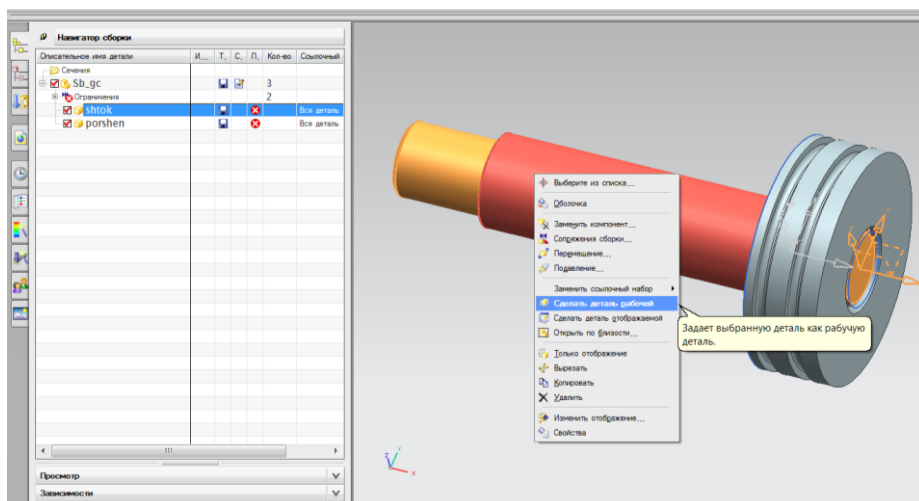 Навигатор сборки
Описательное имя детали И... Т. С. П. Кол-во Ссылочный
Сечения
Sb_gc 3
Ограничения 2
shtok Вся деталь
porshen Вся деталь
Просмотр
Зависимости
Выберите из списка...
Оболочка
Заменить компонент...
Сопряжения сборки...
Перемещение...
Подавление...
Заменить ссылочный набор
Сделать деталь рабочей
Сделать деталь отображаемой
Открыть по близости...
Только отображение
Вырезать
Копировать
Удалить
Изменить отображение...
Свойства
Задает выбранную деталь как рабучую
деталь.
Z Y X